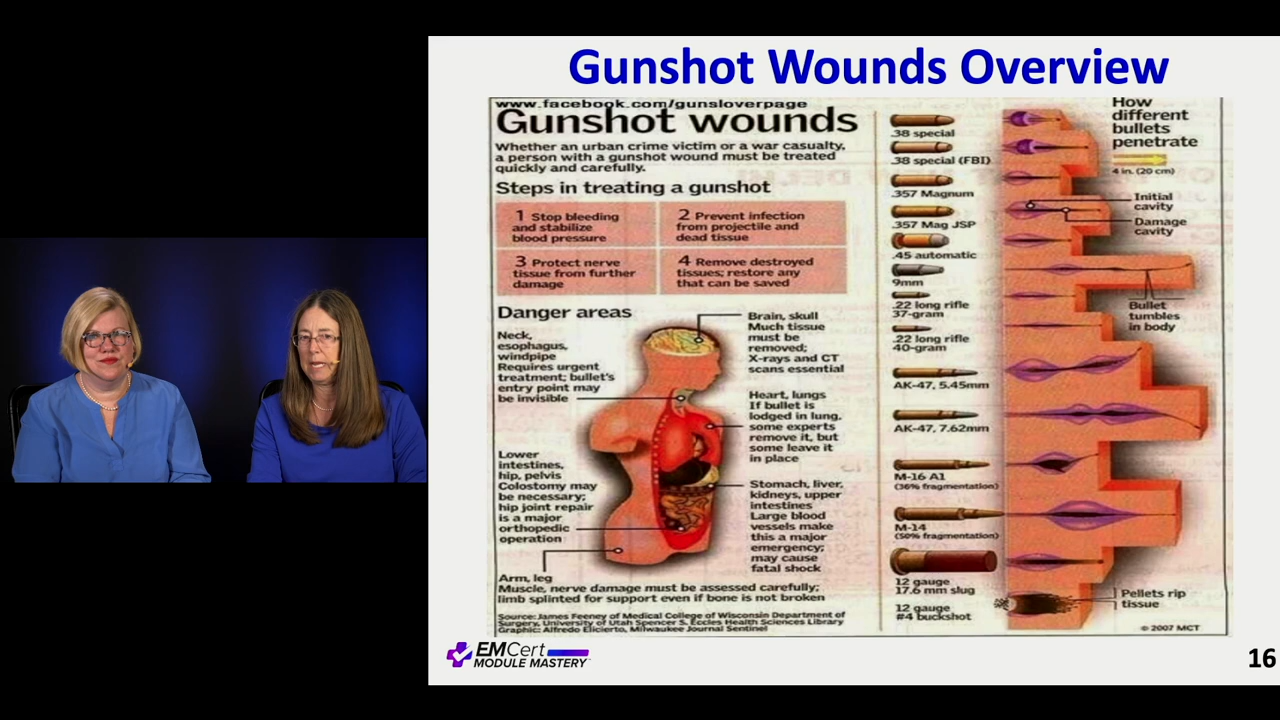 Gunshot Wounds Overview
www.facebook.com/gunsloverpage
Gunshot wounds
Whether an urban crime victim or a war casualty,
a person with a gunshot wound must be treated
quickly and carefully.
Steps in treating a gunshot
1 Stop bleeding
and stabilize
blood pressure
2 Prevent infection
from projectile and
dead tissue
3 Protect nerve
tissue from further
damage
4 Remove destroyed
tissues; restore any
that can be saved
Danger areas
Neck,
esophagus,
windpipe
Requires urgent
treatment; bullet's
entry point may
be invisible
Brain, skull
Much tissue
must be
removed;
X-rays and CT
scans essential
Heart, lungs
If bullet is
lodged in lung,
some experts
remove it, but
some leave it
in place
Lower
intestines,
hip, pelvis
Colostomy may
be necessary;
hip joint repair
is a major
orthopedic
operation
Stomach, liver,
kidneys, upper
intestines
Large blood
vessels make
this a major
emergency;
may cause
fatal shock
Arm, leg
Muscle, nerve damage must be assessed carefully;
limb splinted for support even if bone is not broken
Source: James Feeney of Medical College of Wisconsin Department of
Surgery, University of Utah Spencer S. Eccles Health Sciences Library
Graphic: Alfredo Elicierto, Milwaukee Journal Sentinel
.38 special
.38 special (FBI)
.357 Magnum
.357 Mag JSP
.45 automatic
9mm
.22 long rifle
37-gram
.22 long rifle
40-gram
AK-47, 5.45mm
AK-47, 7.62mm
M-16 A1
(36% fragmentation)
M-14
(50% fragmentation)
12 gauge
17.6 mm slug
12 gauge
#4 buckshot
How
different
bullets
penetrate
4 in. (20 cm)
Initial
cavity
Damage
cavity
Bullet
tumbles
in body
Pellets rip
tissue
© 2007 MCT
EMCert
MODULE MASTERY
16